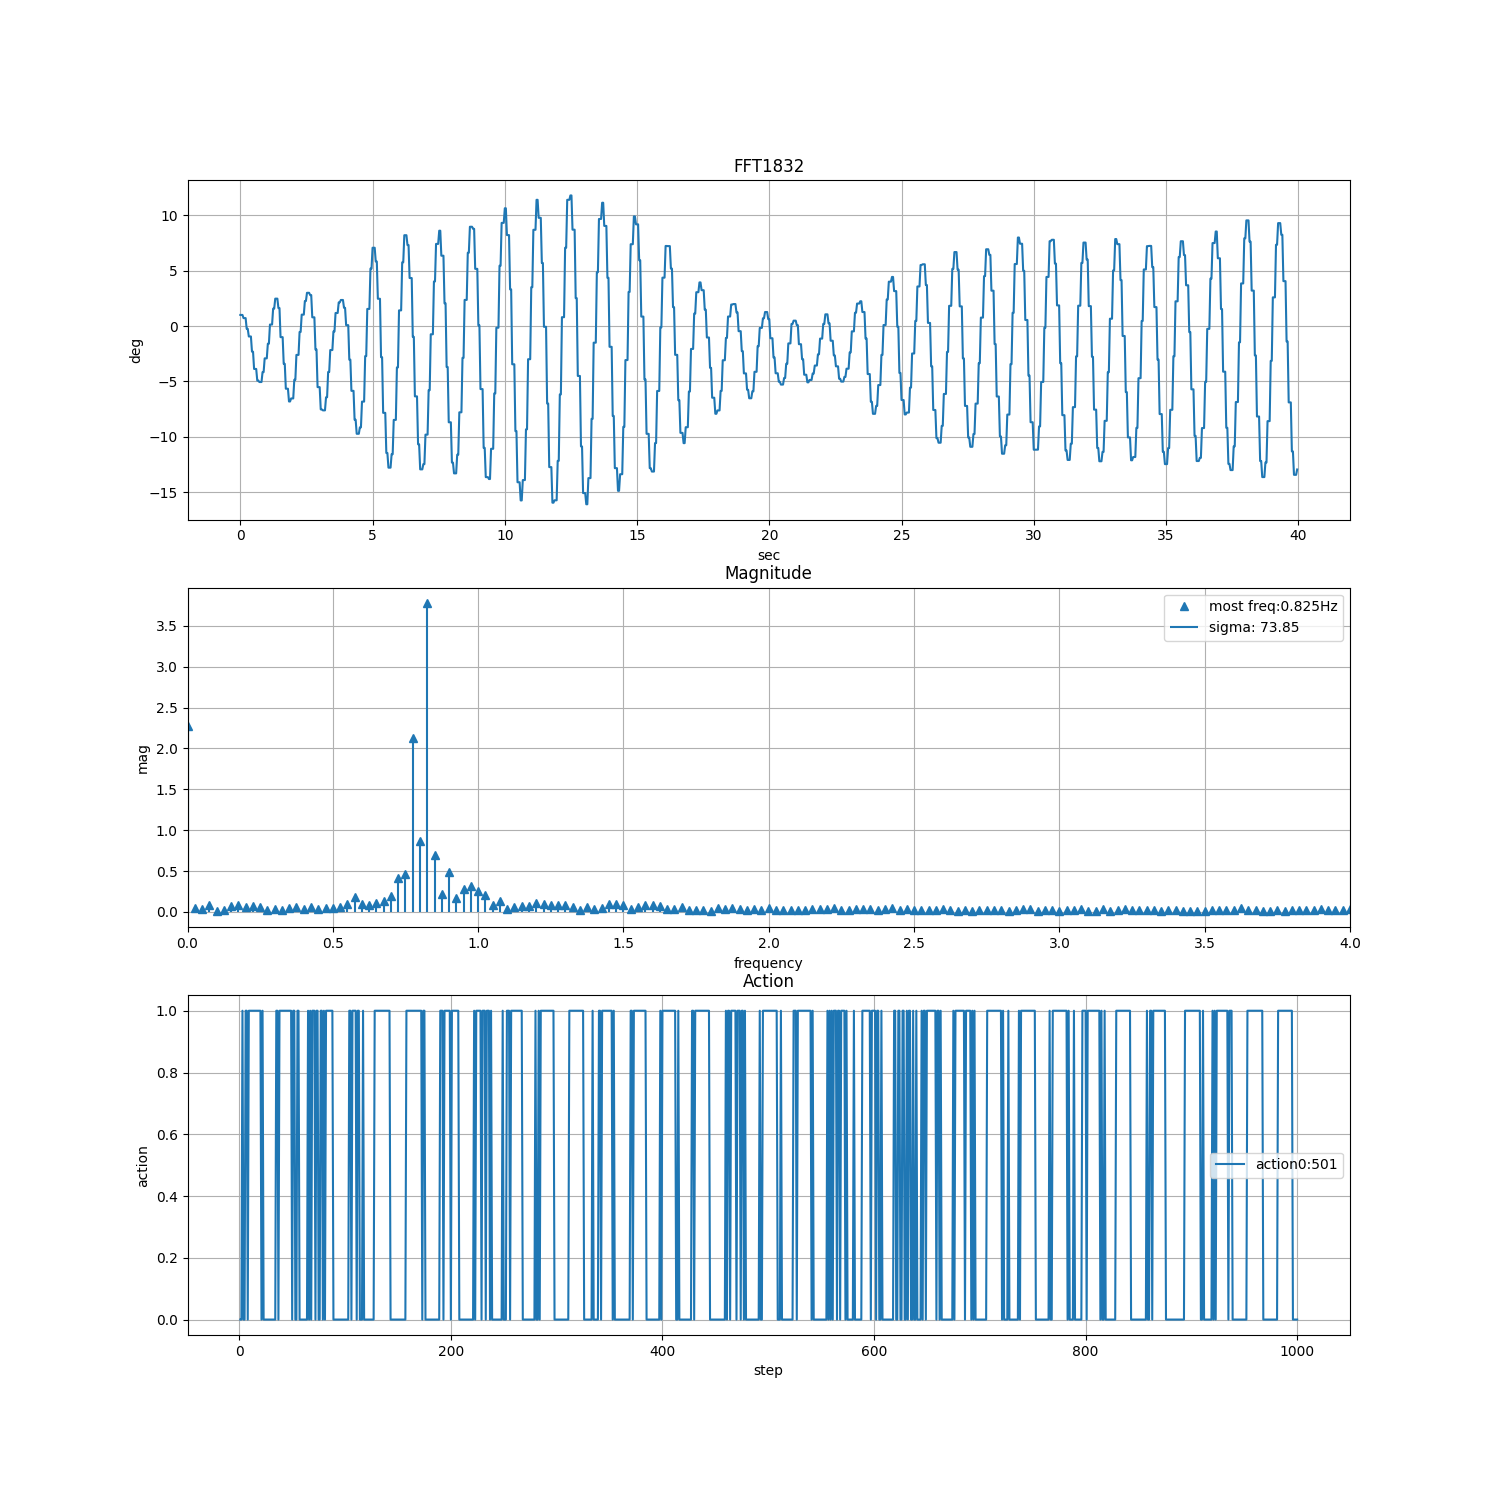 FFT1832
10
5
0
−5
−10
−15
deg
0 5 10 15 20 25 30 35 40
sec
Magnitude
most freq:0.825Hz
sigma: 73.85
3.5
3.0
2.5
2.0
1.5
1.0
0.5
0.0
mag
0.0 0.5 1.0 1.5 2.0 2.5 3.0 3.5 4.0
frequency
Action
1.0
0.8
0.6
0.4
0.2
0.0
action
action0:501
0 200 400 600 800 1000
step